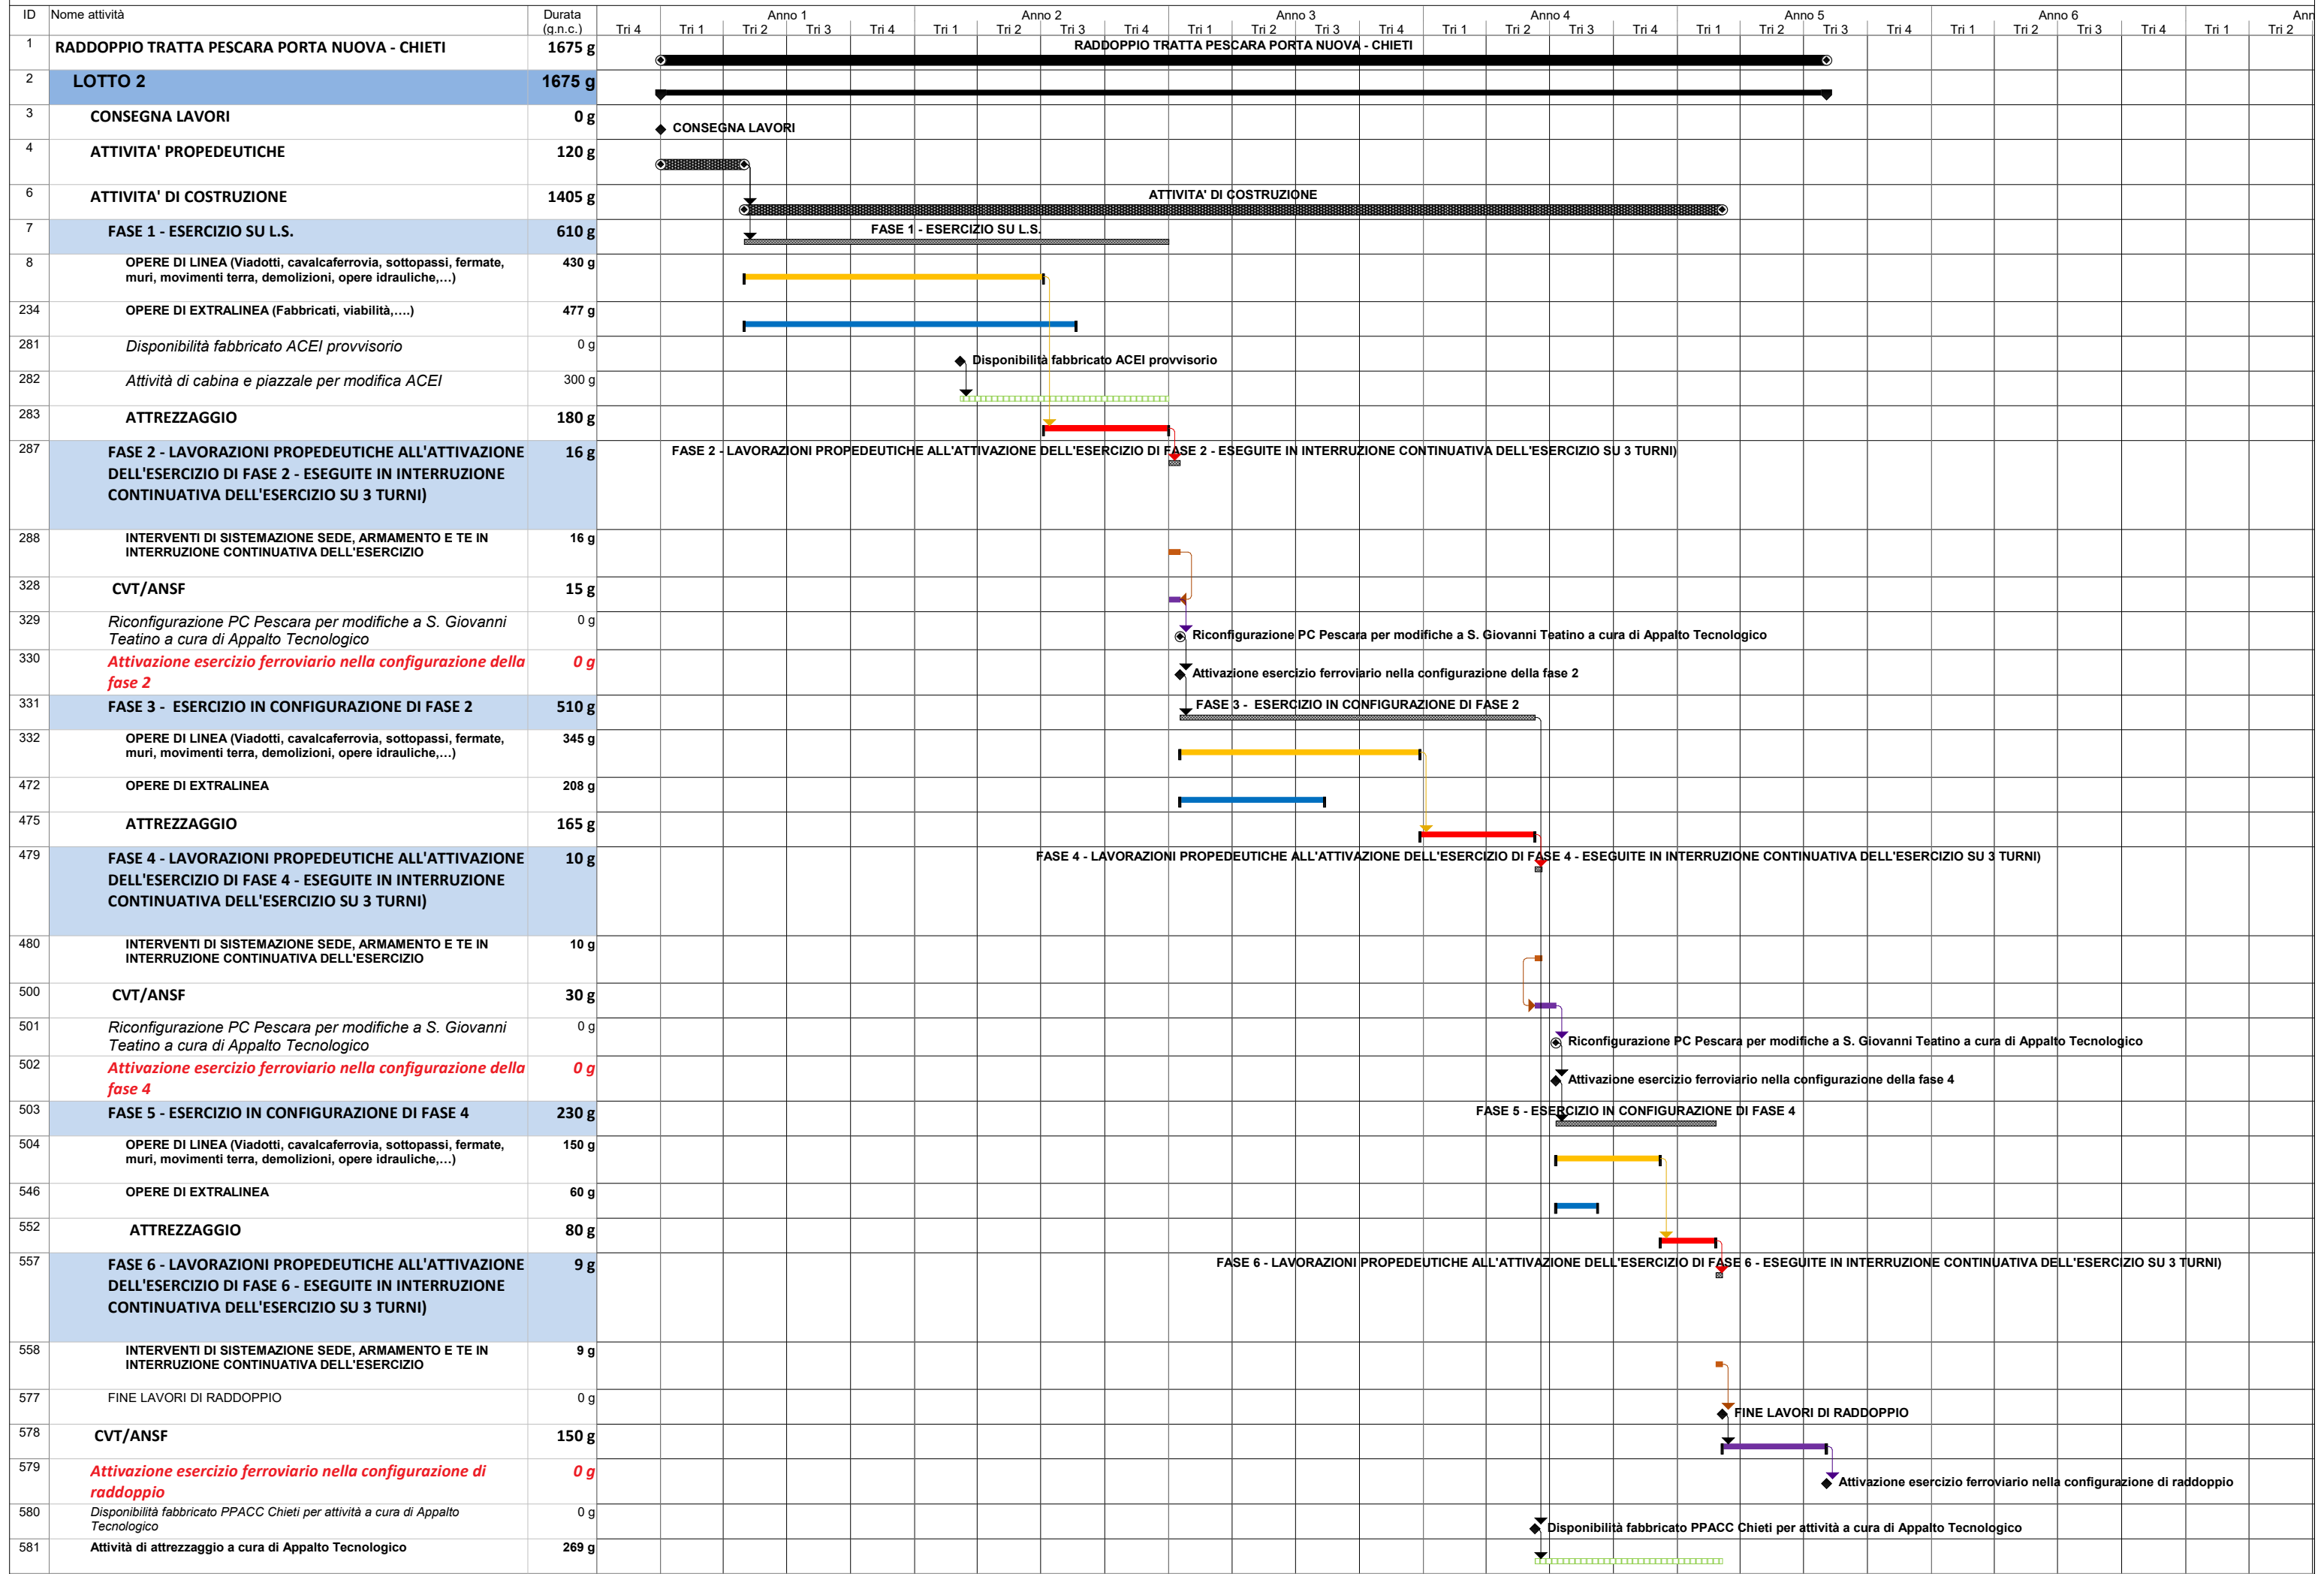 ID Nome attività Durata Anno 1 Anno 2 Anno 3 Anno 4 Anno 5 Anno 6 Ann
(g.n.c.) Tri 4 Tri 1 Tri 2 Tri 3 Tri 4 Tri 1 Tri 2 Tri 3 Tri 4 Tri 1 Tri 2 Tri 3 Tri 4 Tri 1 Tri 2 Tri 3 Tri 4 Tri 1 Tri 2 Tri 3 Tri 4 Tri 1 Tri 2 Tri 3 Tri 4 Tri 1 Tri 2
1 RADDOPPIO TRATTA PESCARA PORTA NUOVA - CHIETI 1675 g RADDOPPIO TRATTA PESCARA PORTA NUOVA - CHIETI
2 LOTTO 2 1675 g
3 CONSEGNA LAVORI 0 g CONSEGNA LAVORI
4 ATTIVITA' PROPEDEUTICHE 120 g
6 ATTIVITA' DI COSTRUZIONE 1405 g ATTIVITA' DI COSTRUZIONE
7 FASE 1 - ESERCIZIO SU L.S. 610 g FASE 1 - ESERCIZIO SU L.S.
8 OPERE DI LINEA (Viadotti, cavalcaferrovia, sottopassi, fermate, 430 g
muri, movimenti terra, demolizioni, opere idrauliche,...)
234 OPERE DI EXTRALINEA (Fabbricati, viabilità,....) 477 g
281 Disponibilità fabbricato ACEI provvisorio 0 g Disponibilità fabbricato ACEI provvisorio
282 Attività di cabina e piazzale per modifica ACEI 300 g
283 ATTREZZAGGIO 180 g
287 FASE 2 - LAVORAZIONI PROPEDEUTICHE ALL'ATTIVAZIONE 16 g FASE 2 - LAVORAZIONI PROPEDEUTICHE ALL'ATTIVAZIONE DELL'ESERCIZIO DI FASE 2 - ESEGUITE IN INTERRUZIONE CONTINUATIVA DELL'ESERCIZIO SU 3 TURNI)
DELL'ESERCIZIO DI FASE 2 - ESEGUITE IN INTERRUZIONE
CONTINUATIVA DELL'ESERCIZIO SU 3 TURNI)
288 INTERVENTI DI SISTEMAZIONE SEDE, ARMAMENTO E TE IN 16 g
INTERRUZIONE CONTINUATIVA DELL'ESERCIZIO
328 CVT/ANSF 15 g
329 Riconfigurazione PC Pescara per modifiche a S. Giovanni 0 g
Teatino a cura di Appalto Tecnologico Riconfigurazione PC Pescara per modifiche a S. Giovanni Teatino a cura di Appalto Tecnologico
330 Attivazione esercizio ferroviario nella configurazione della 0 g
fase 2 Attivazione esercizio ferroviario nella configurazione della fase 2
331 FASE 3 - ESERCIZIO IN CONFIGURAZIONE DI FASE 2 510 g FASE 3 - ESERCIZIO IN CONFIGURAZIONE DI FASE 2
332 OPERE DI LINEA (Viadotti, cavalcaferrovia, sottopassi, fermate, 345 g
muri, movimenti terra, demolizioni, opere idrauliche,...)
472 OPERE DI EXTRALINEA 208 g
475 ATTREZZAGGIO 165 g
479 FASE 4 - LAVORAZIONI PROPEDEUTICHE ALL'ATTIVAZIONE 10 g FASE 4 - LAVORAZIONI PROPEDEUTICHE ALL'ATTIVAZIONE DELL'ESERCIZIO DI FASE 4 - ESEGUITE IN INTERRUZIONE CONTINUATIVA DELL'ESERCIZIO SU 3 TURNI)
DELL'ESERCIZIO DI FASE 4 - ESEGUITE IN INTERRUZIONE
CONTINUATIVA DELL'ESERCIZIO SU 3 TURNI)
480 INTERVENTI DI SISTEMAZIONE SEDE, ARMAMENTO E TE IN 10 g
INTERRUZIONE CONTINUATIVA DELL'ESERCIZIO
500 CVT/ANSF 30 g
501 Riconfigurazione PC Pescara per modifiche a S. Giovanni 0 g
Teatino a cura di Appalto Tecnologico Riconfigurazione PC Pescara per modifiche a S. Giovanni Teatino a cura di Appalto Tecnologico
502 Attivazione esercizio ferroviario nella configurazione della 0 g
fase 4 Attivazione esercizio ferroviario nella configurazione della fase 4
503 FASE 5 - ESERCIZIO IN CONFIGURAZIONE DI FASE 4 230 g FASE 5 - ESERCIZIO IN CONFIGURAZIONE DI FASE 4
504 OPERE DI LINEA (Viadotti, cavalcaferrovia, sottopassi, fermate, 150 g
muri, movimenti terra, demolizioni, opere idrauliche,...)
546 OPERE DI EXTRALINEA 60 g
552 ATTREZZAGGIO 80 g
557 FASE 6 - LAVORAZIONI PROPEDEUTICHE ALL'ATTIVAZIONE 9 g FASE 6 - LAVORAZIONI PROPEDEUTICHE ALL'ATTIVAZIONE DELL'ESERCIZIO DI FASE 6 - ESEGUITE IN INTERRUZIONE CONTINUATIVA DELL'ESERCIZIO SU 3 TURNI)
DELL'ESERCIZIO DI FASE 6 - ESEGUITE IN INTERRUZIONE
CONTINUATIVA DELL'ESERCIZIO SU 3 TURNI)
558 INTERVENTI DI SISTEMAZIONE SEDE, ARMAMENTO E TE IN 9 g
INTERRUZIONE CONTINUATIVA DELL'ESERCIZIO
577 FINE LAVORI DI RADDOPPIO 0 g FINE LAVORI DI RADDOPPIO
578 CVT/ANSF 150 g
579 Attivazione esercizio ferroviario nella configurazione di 0 g
raddoppio Attivazione esercizio ferroviario nella configurazione di raddoppio
580 Disponibilità fabbricato PPACC Chieti per attività a cura di Appalto 0 g
Tecnologico Disponibilità fabbricato PPACC Chieti per attività a cura di Appalto Tecnologico
581 Attività di attrezzaggio a cura di Appalto Tecnologico 269 g